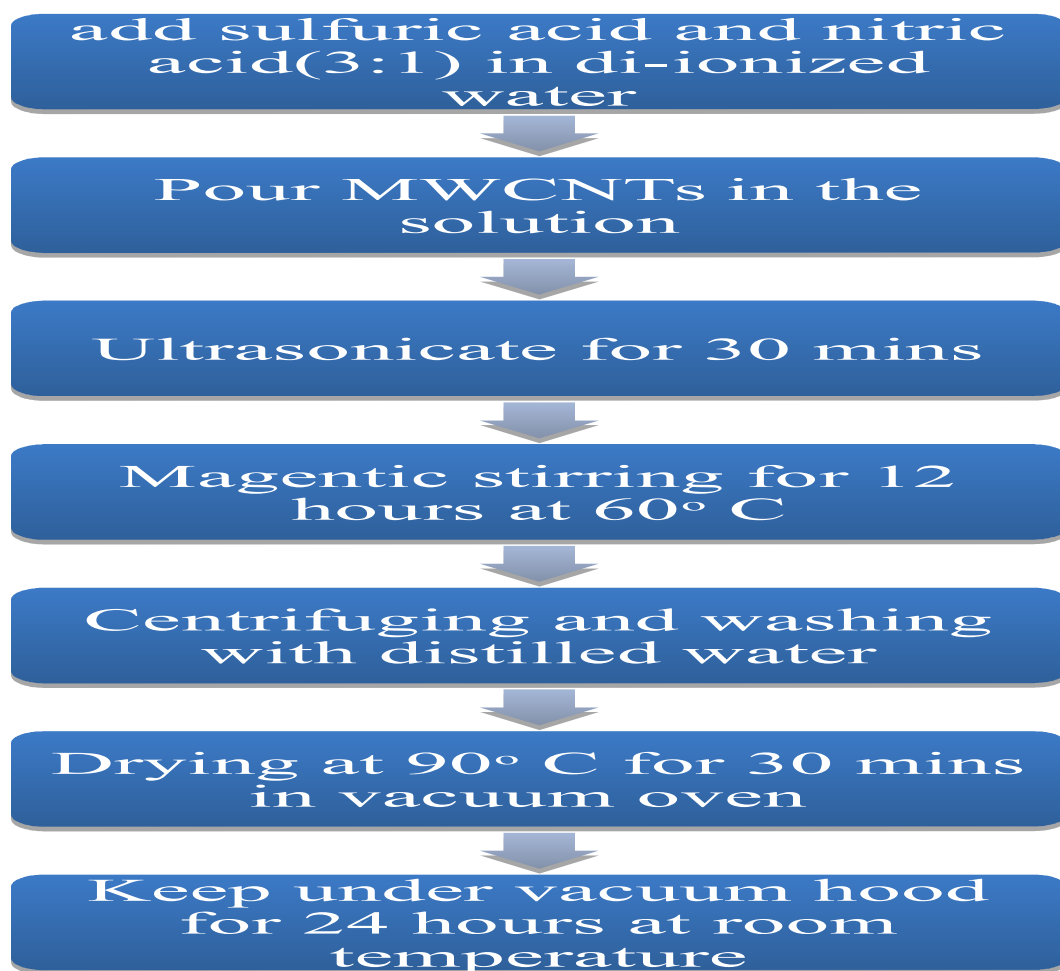 add sulfuric acid and nitric
acid(3:1) in di-ionized
water
Pour MWCNTs in the
solution
Ultrasonicate for 30 mins
Magentic stirring for 12
hours at 60º C
Centrifuging and washing
with distilled water
Drying at 90º C for 30 mins
in vacuum oven
Keep under vacuum hood
for 24 hours at room
temperature